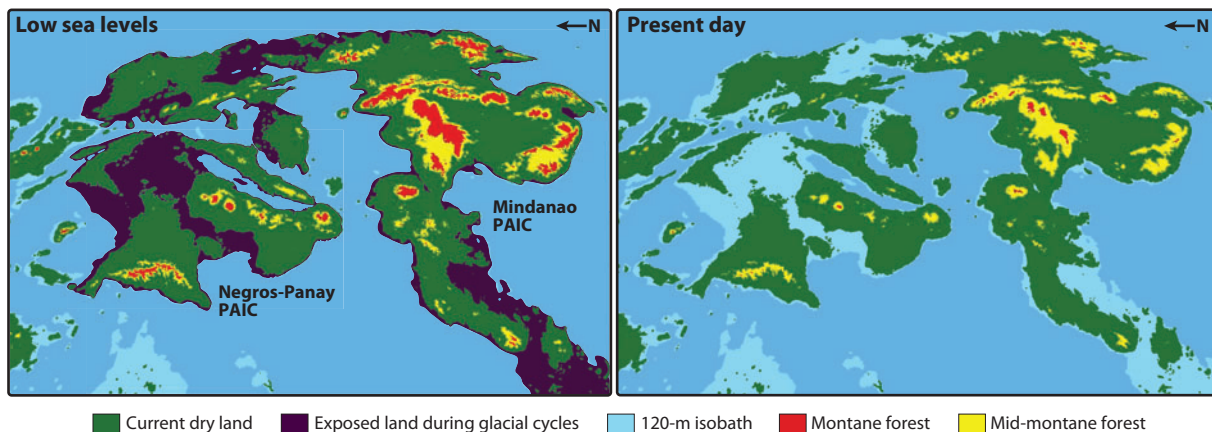 Low sea levels
N
Present day
N
Mindanao
PAIC
Negros-Panay
PAIC
Current dry land
Exposed land during glacial cycles
120-m isobath
Montane forest
Mid-montane forest